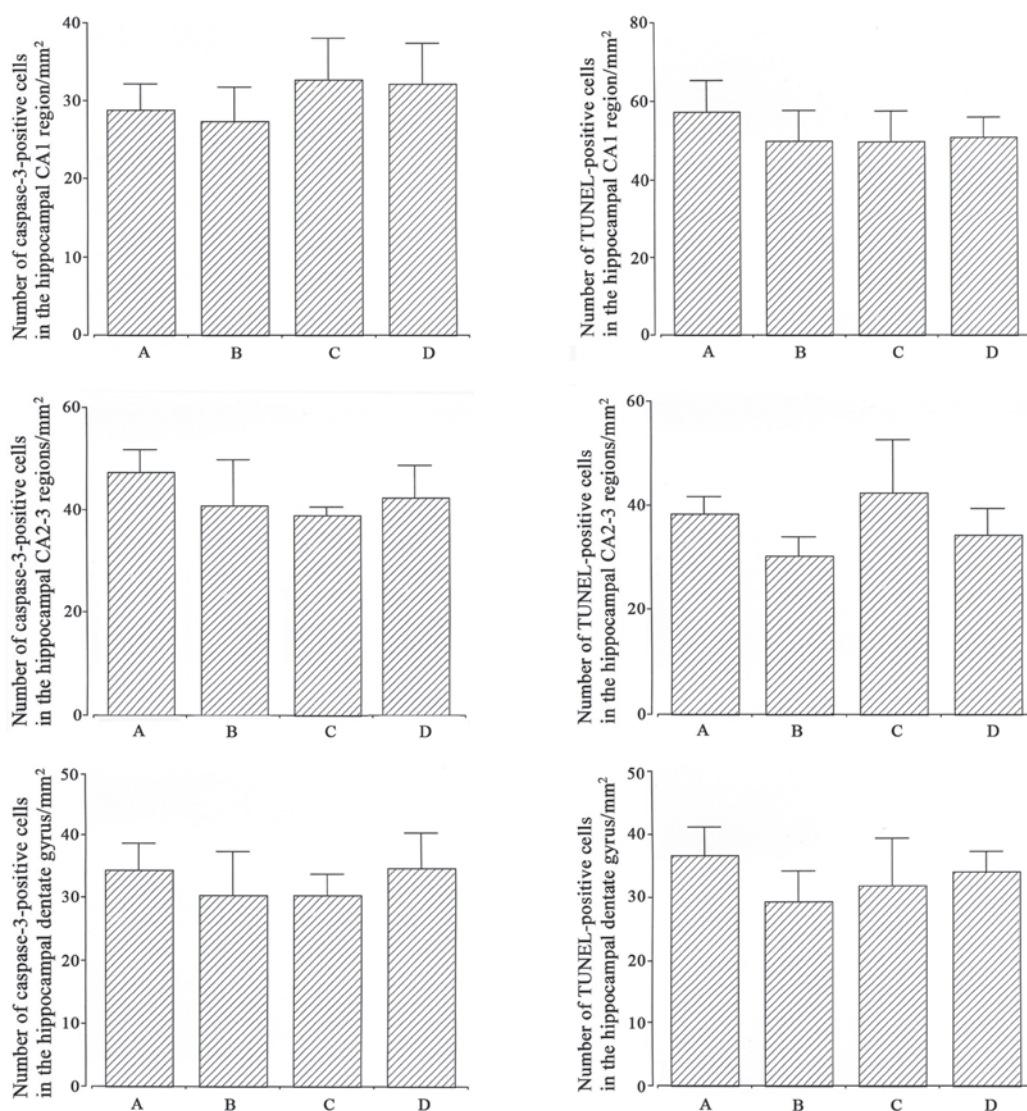 Number of caspase-3-positive cells
in the hippocampal CA1 region/mm²
40
30
20
10
0
A B C D
Number of TUNEL-positive cells
in the hippocampal CA1 region/mm²
80
60
40
20
0
A B C D
Number of caspase-3-positive cells
in the hippocampal CA2-3 regions/mm²
60
40
20
0
A B C D
Number of TUNEL-positive cells
in the hippocampal CA2-3 regions/mm²
60
40
20
0
A B C D
Number of caspase-3-positive cells
in the hippocampal dentate gyrus/mm²
50
40
30
20
10
0
A B C D
Number of TUNEL-positive cells
in the hippocampal dentate gyrus/mm²
50
40
30
20
10
0
A B C D